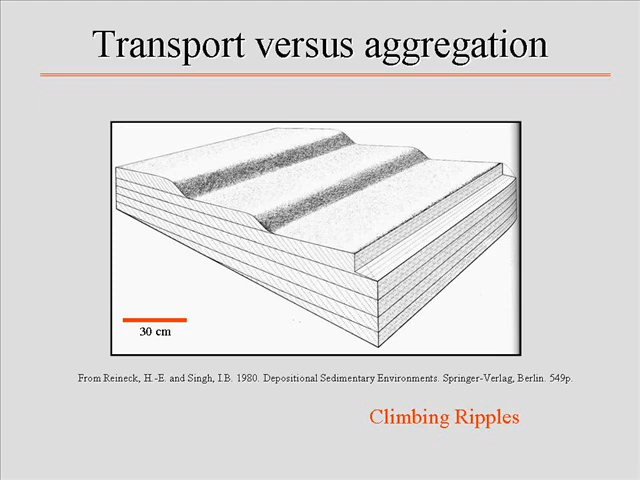 Transport versus aggregation
30 cm
From Reineck, H.-E. and Singh, I.B. 1980. Depositional Sedimentary Environments. Springer-Verlag, Berlin. 549p.
Climbing Ripples